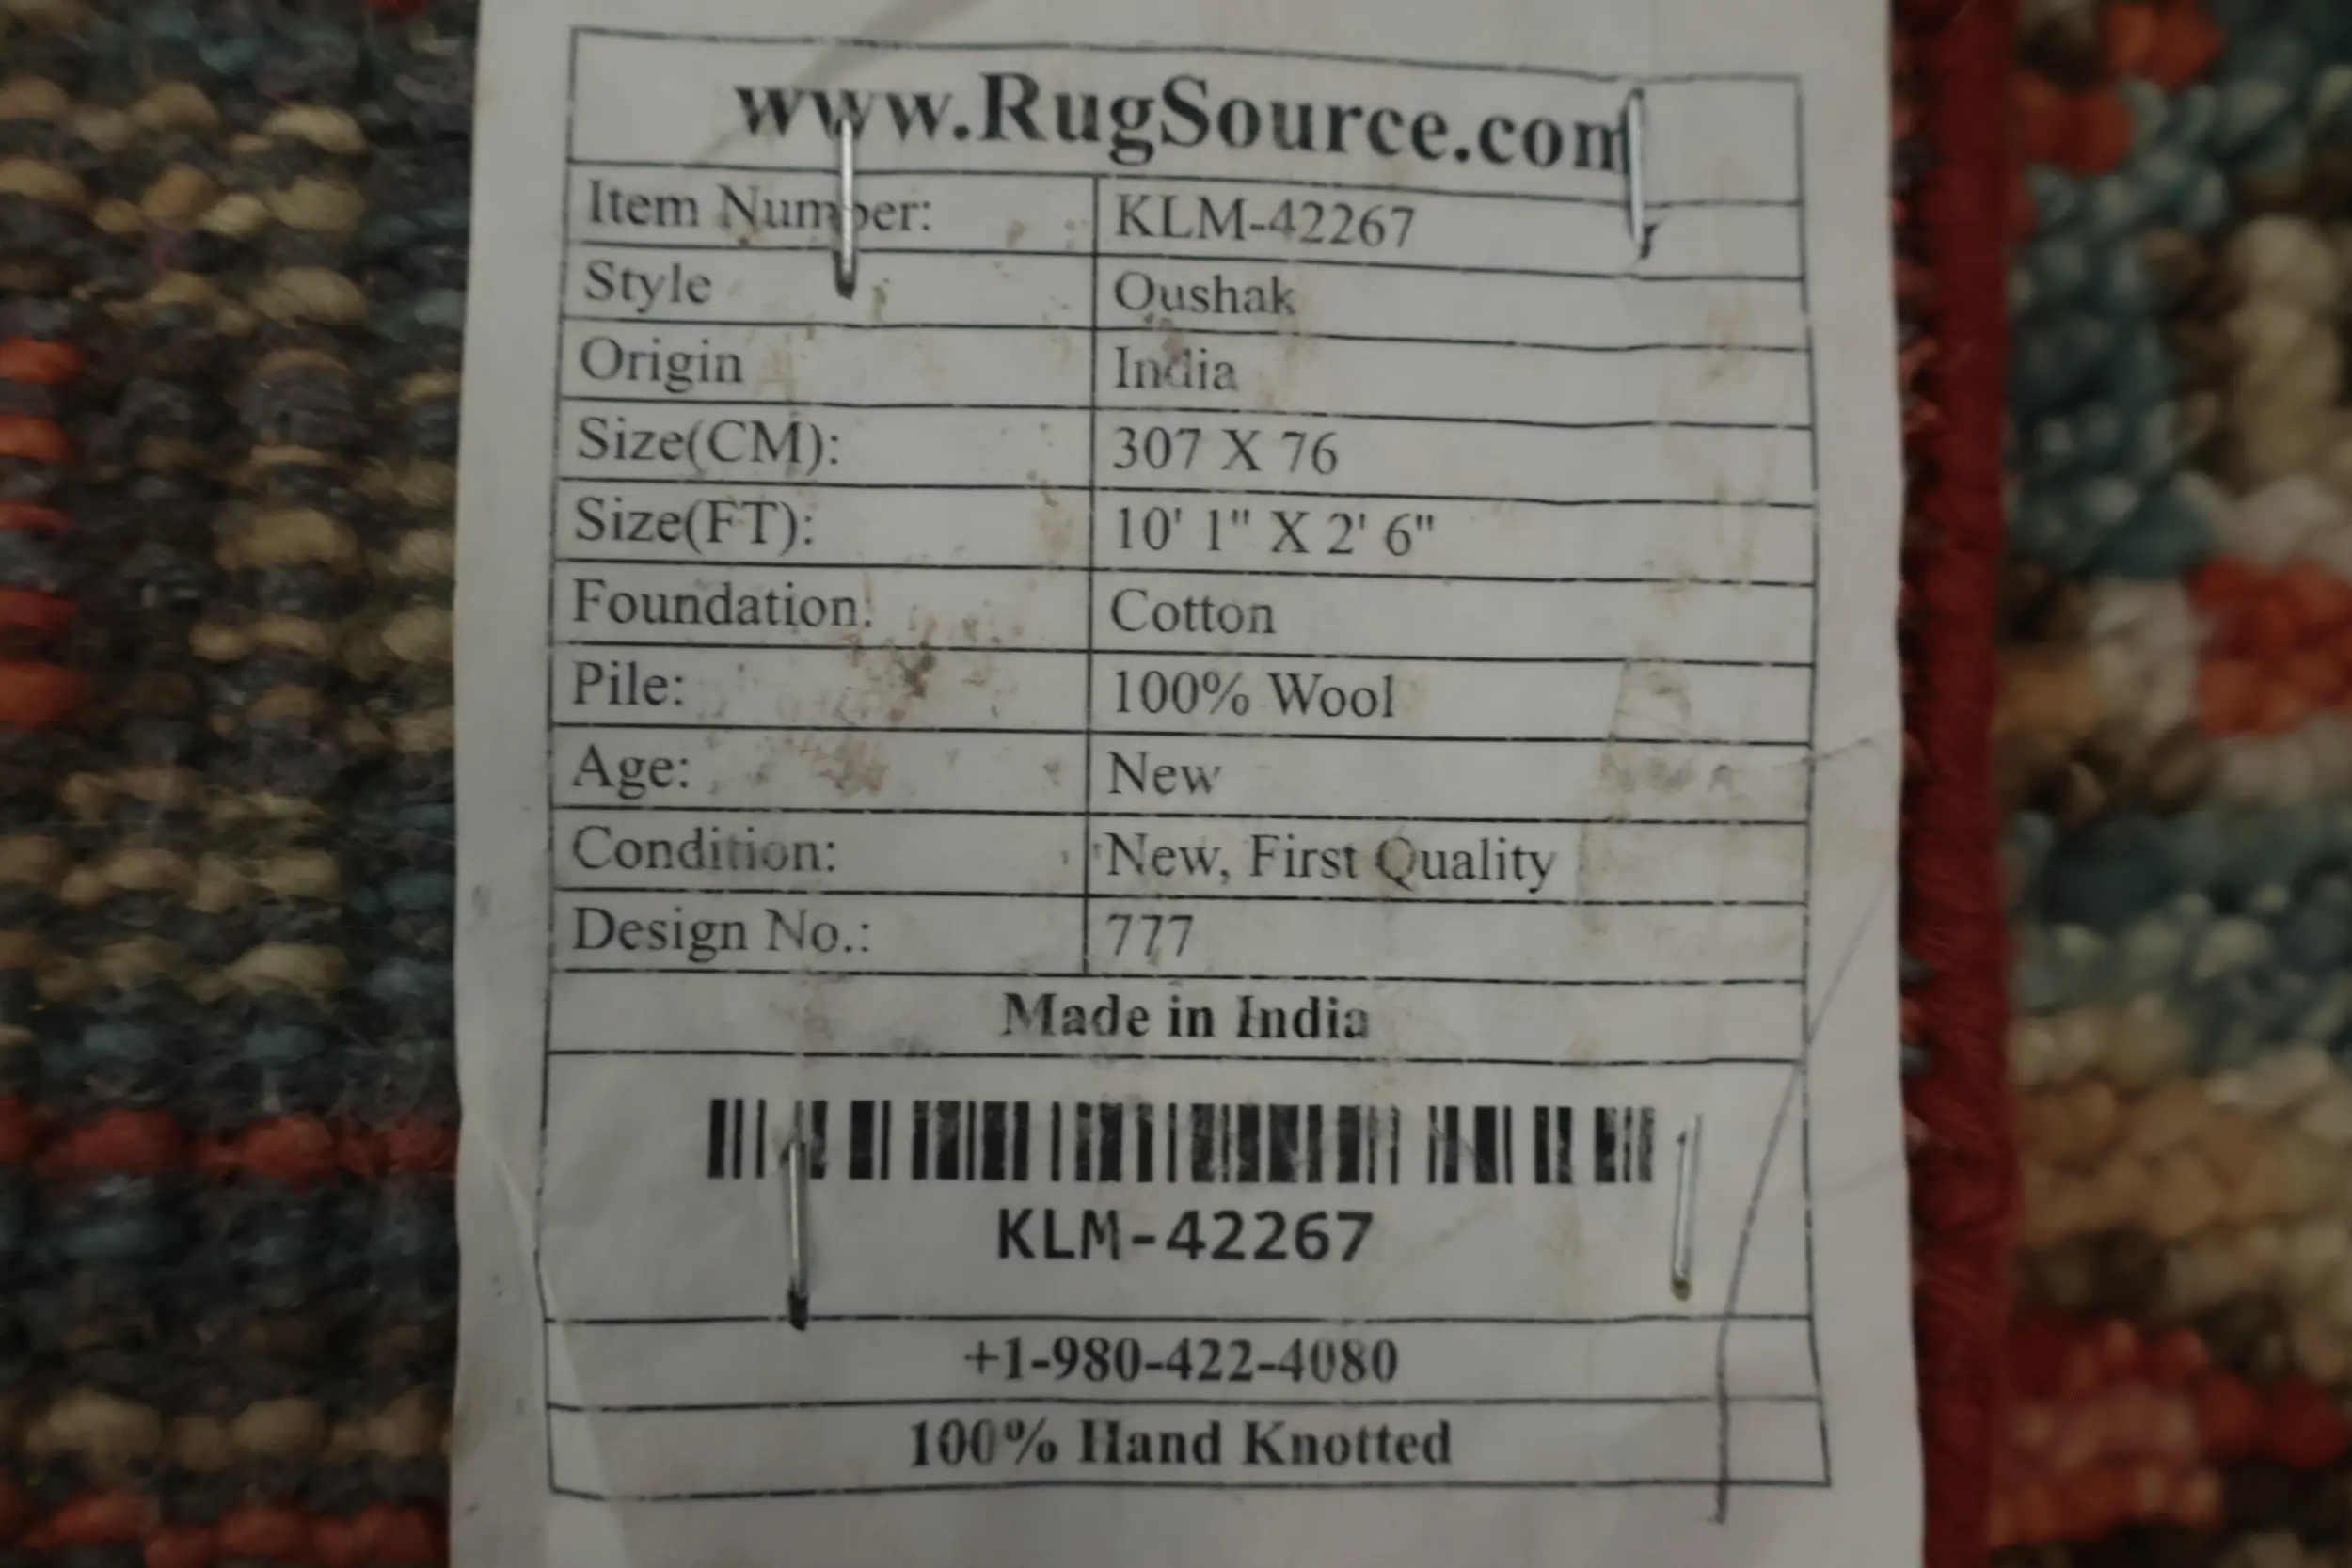 www.RugSource.com
Item Number: KLM-42267
Style Oushak
Origin India
Size(CM): 307 X 76
Size(FT): 10' 1" X 2' 6"
Foundation: Cotton
Pile: 100% Wool
Age: New
Condition: New, First Quality
Design No.: 777
Made in India
KLM-42267
+1-980-422-4080
100% Hand Knotted